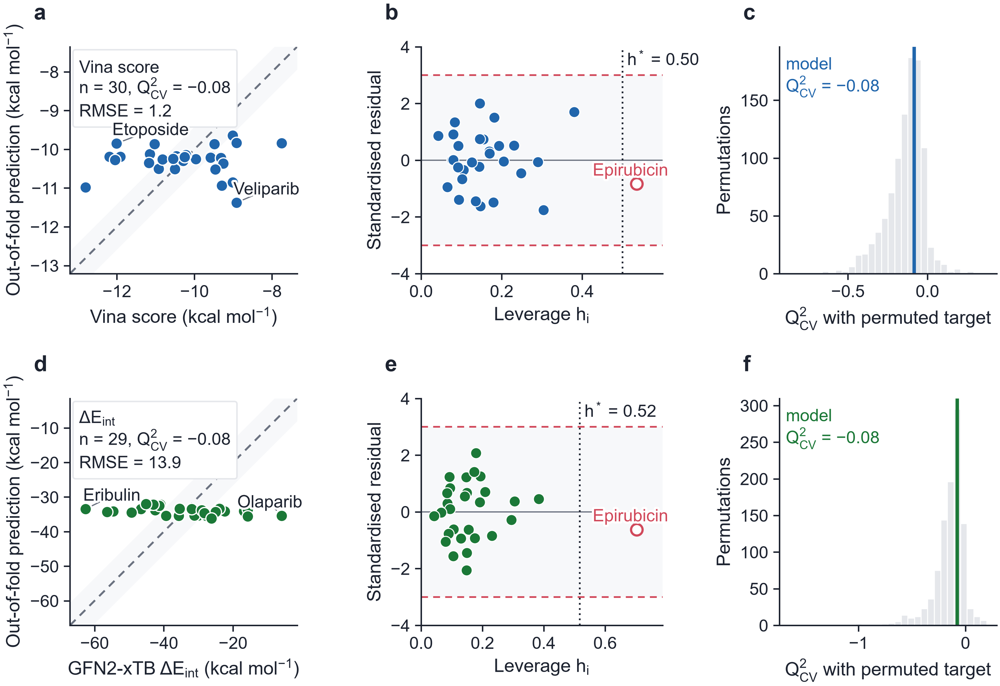 a
Out-of-fold prediction (kcal mol⁻¹)
−8
−9
−10
−11
−12
−13
Vina score
n = 30, Q²CV = −0.08
RMSE = 1.2
Etoposide
Veliparib
−12
−10
−8
Vina score (kcal mol⁻¹)
b
Standardised residual
4
2
0
−2
−4
h* = 0.50
Epirubicin
0.0
0.2
0.4
Leverage hᵢ
c
Permutations
150
100
50
0
model
Q²CV = −0.08
−0.5
0.0
Q²CV with permuted target
d
Out-of-fold prediction (kcal mol⁻¹)
−10
−20
−30
−40
−50
−60
ΔEint
n = 29, Q²CV = −0.08
RMSE = 13.9
Eribulin
Olaparib
−60
−40
−20
GFN2-xTB ΔEint (kcal mol⁻¹)
e
Standardised residual
4
2
0
−2
−4
h* = 0.52
Epirubicin
0.0
0.2
0.4
0.6
Leverage hᵢ
f
Permutations
300
250
200
150
100
50
0
model
Q²CV = −0.08
−1
0
Q²CV with permuted target